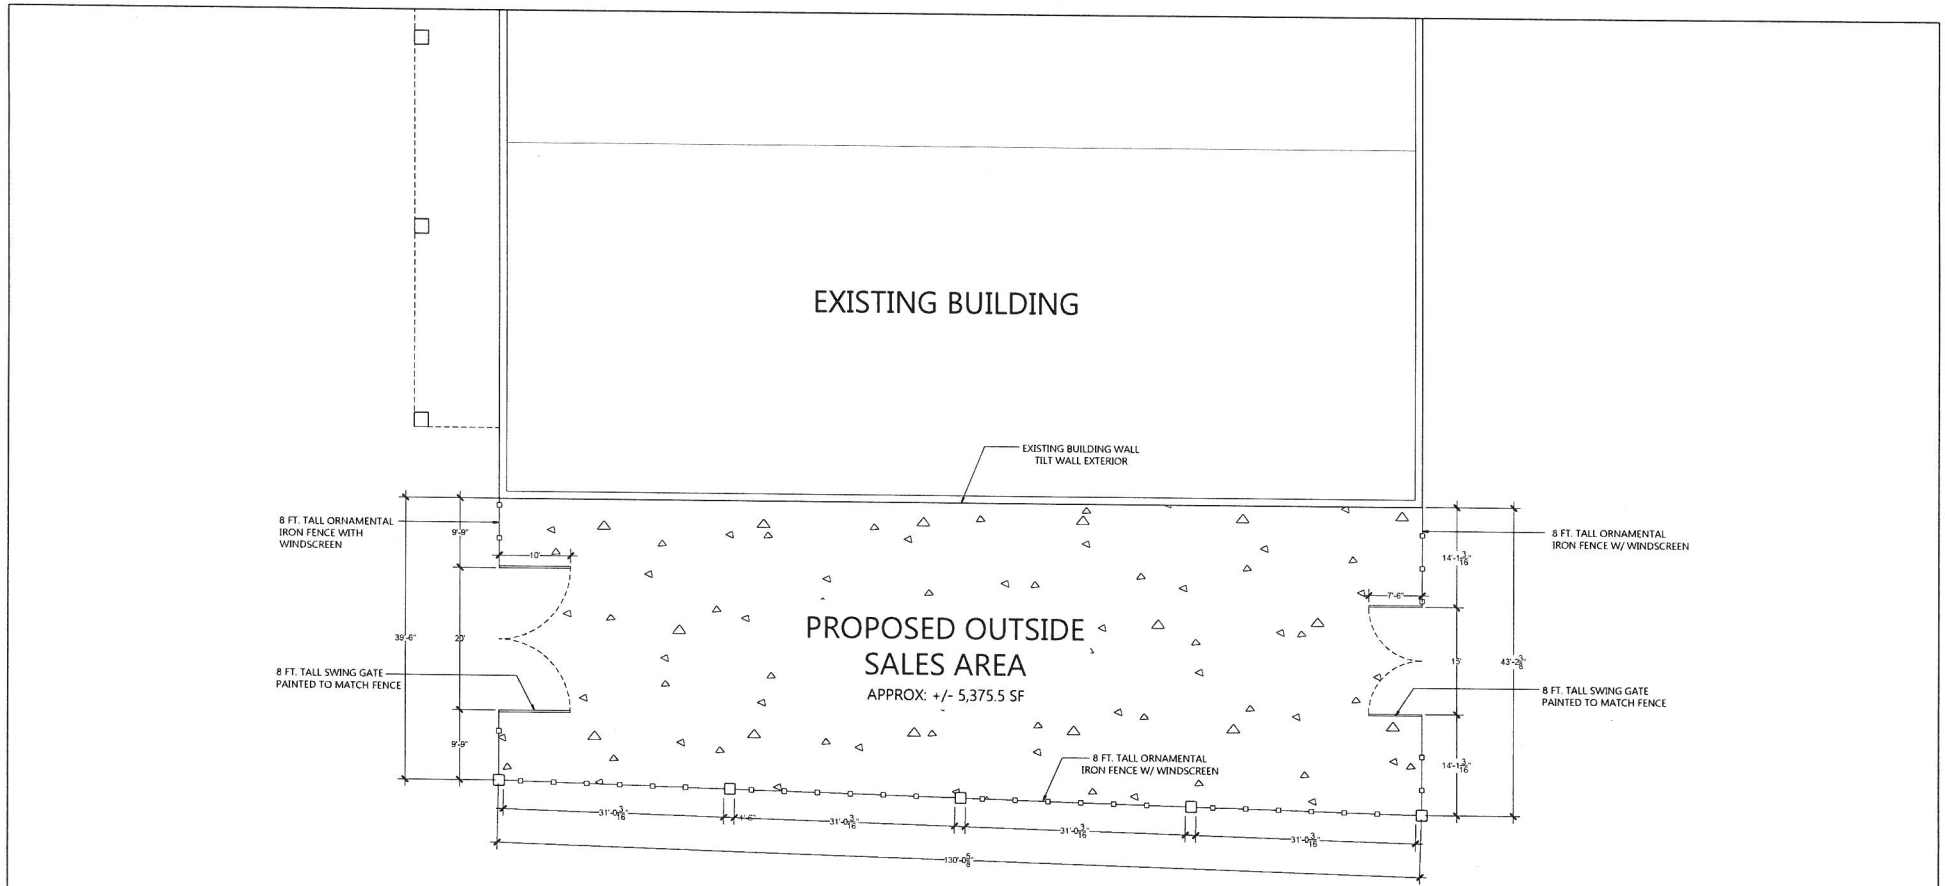 EXISTING BUILDING
EXISTING BUILDING WALL
TILT WALL EXTERIOR
8 FT. TALL ORNAMENTAL
IRON FENCE WITH
WINDSCREEN
9'-9"
10'
8 FT. TALL ORNAMENTAL
IRON FENCE W/ WINDSCREEN
14'-1 3/16"
7'-6"
PROPOSED OUTSIDE
SALES AREA
APPROX: +/- 5,375.5 SF
39'-6"
20'
15'
43'-2 3/8"
8 FT. TALL SWING GATE
PAINTED TO MATCH FENCE
8 FT. TALL SWING GATE
PAINTED TO MATCH FENCE
9'-9"
8 FT. TALL ORNAMENTAL
IRON FENCE W/ WINDSCREEN
14'-1 3/16"
31'-0 3/16"
1'-6"
31'-0 3/16"
31'-0 3/16"
31'-0 3/16"
130'-0 5/8"